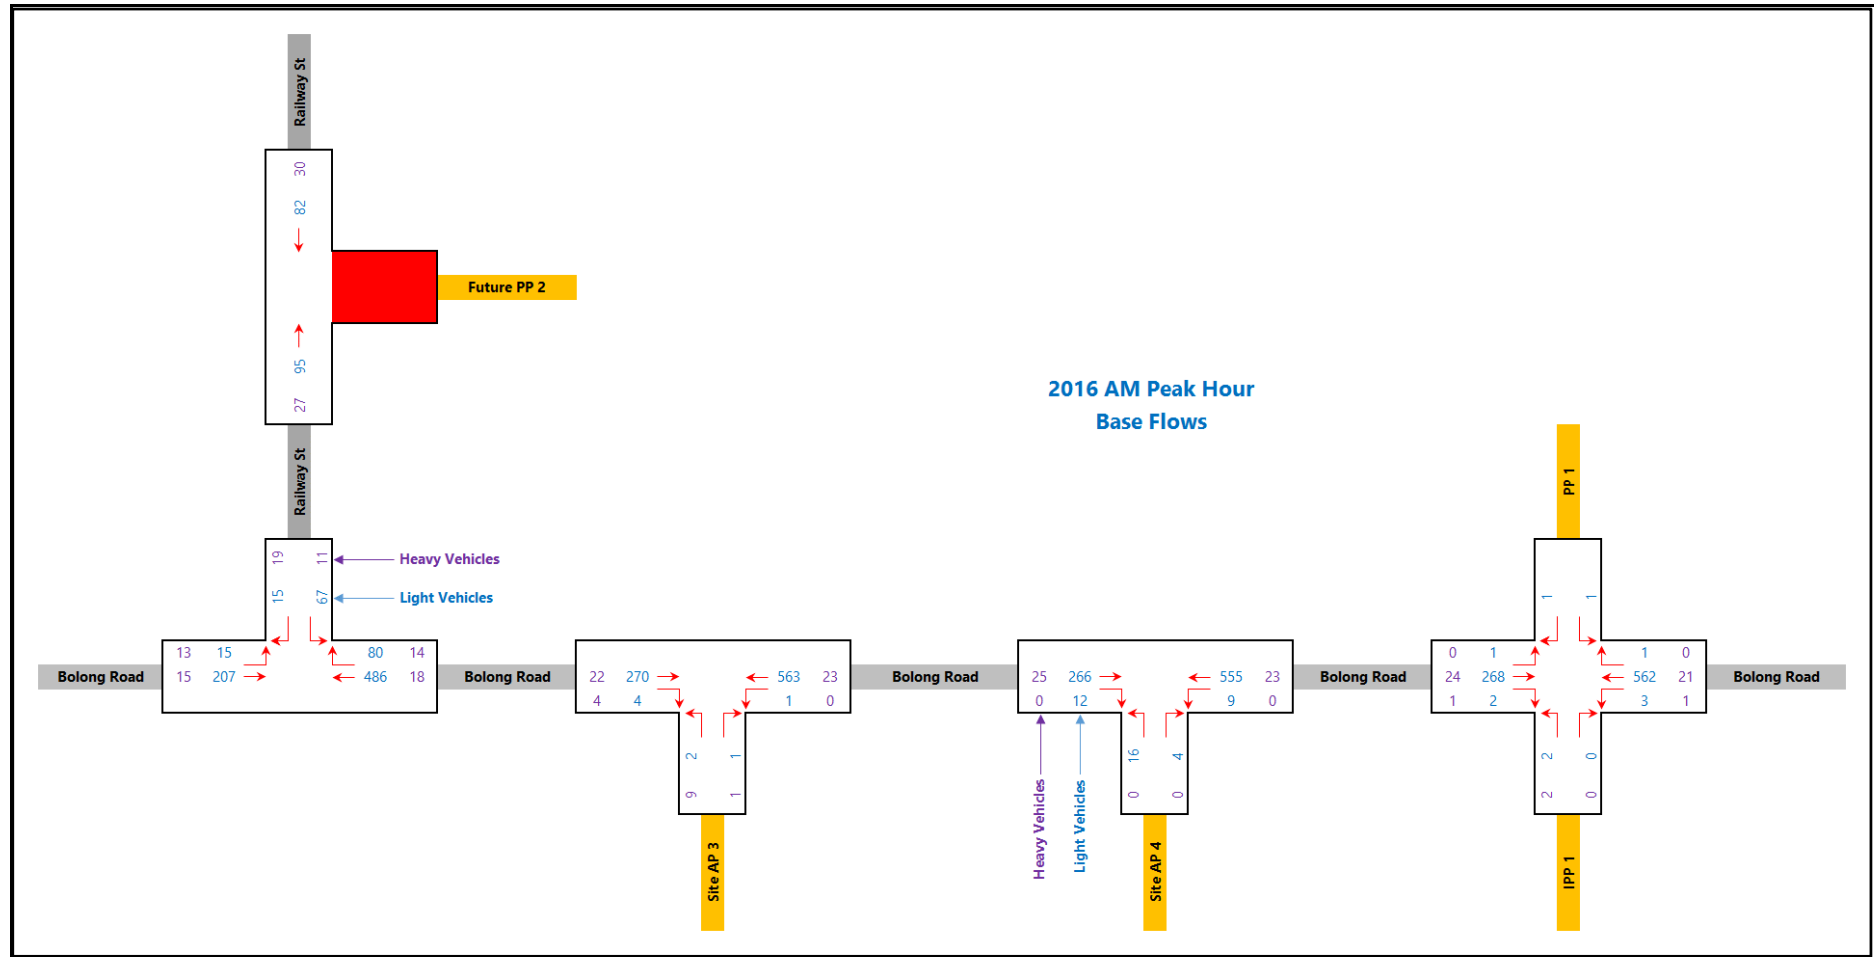 Railway St
30
82
Future PP 2
95
27
2016 AM Peak Hour
Base Flows
Railway St
PP 1
19 11 Heavy Vehicles
15 67 Light Vehicles
1 1
13 15 80 14
Bolong Road 15 207 486 18 Bolong Road 22 270 563 23 Bolong Road 25 266 555 23 Bolong Road 24 268 562 21 Bolong Road
0 1 1 0
4 4 1 0
0 12 9 0
1 2 3 1
2 1
9 1
16 4
0 0
2 0
2 0
Heavy Vehicles
Light Vehicles
Site AP 3
Site AP 4
IPP 1